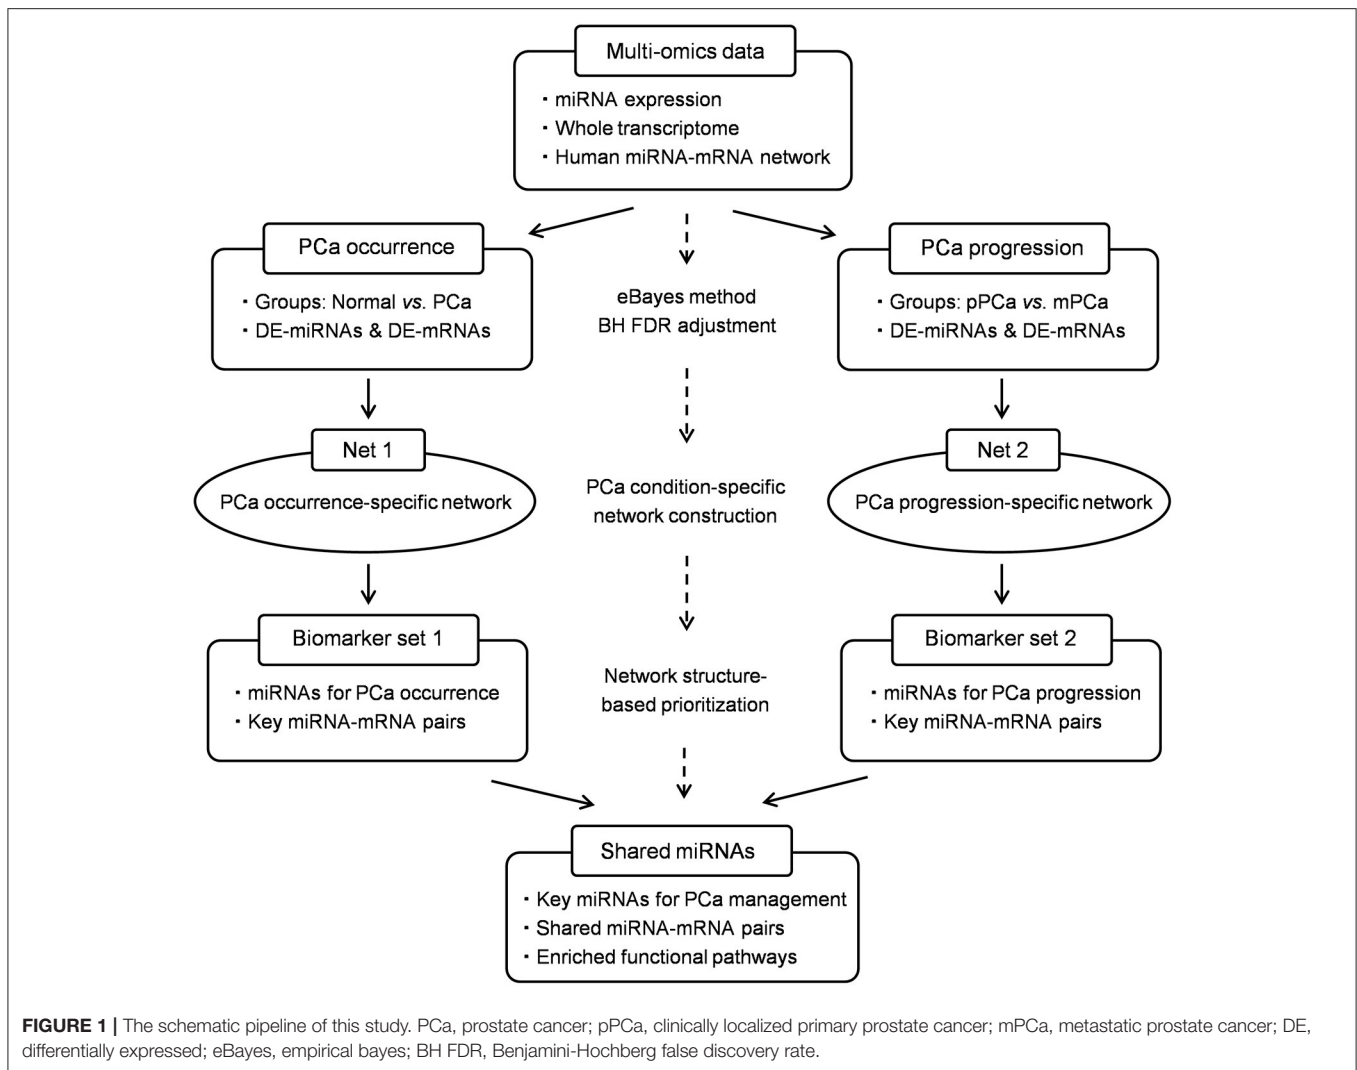 Multi-omics data
· miRNA expression
· Whole transcriptome
· Human miRNA-mRNA network
PCa occurrence
· Groups: Normal vs. PCa
· DE-miRNAs & DE-mRNAs
eBayes method
BH FDR adjustment
PCa progression
· Groups: pPCa vs. mPCa
· DE-miRNAs & DE-mRNAs
Net 1
PCa occurrence-specific network
PCa condition-specific
network construction
Net 2
PCa progression-specific network
Biomarker set 1
· miRNAs for PCa occurrence
· Key miRNA-mRNA pairs
Network structure-
based prioritization
Biomarker set 2
· miRNAs for PCa progression
· Key miRNA-mRNA pairs
Shared miRNAs
· Key miRNAs for PCa management
· Shared miRNA-mRNA pairs
· Enriched functional pathways
FIGURE 1 | The schematic pipeline of this study. PCa, prostate cancer; pPCa, clinically localized primary prostate cancer; mPCa, metastatic prostate cancer; DE,
differentially expressed; eBayes, empirical bayes; BH FDR, Benjamini-Hochberg false discovery rate.